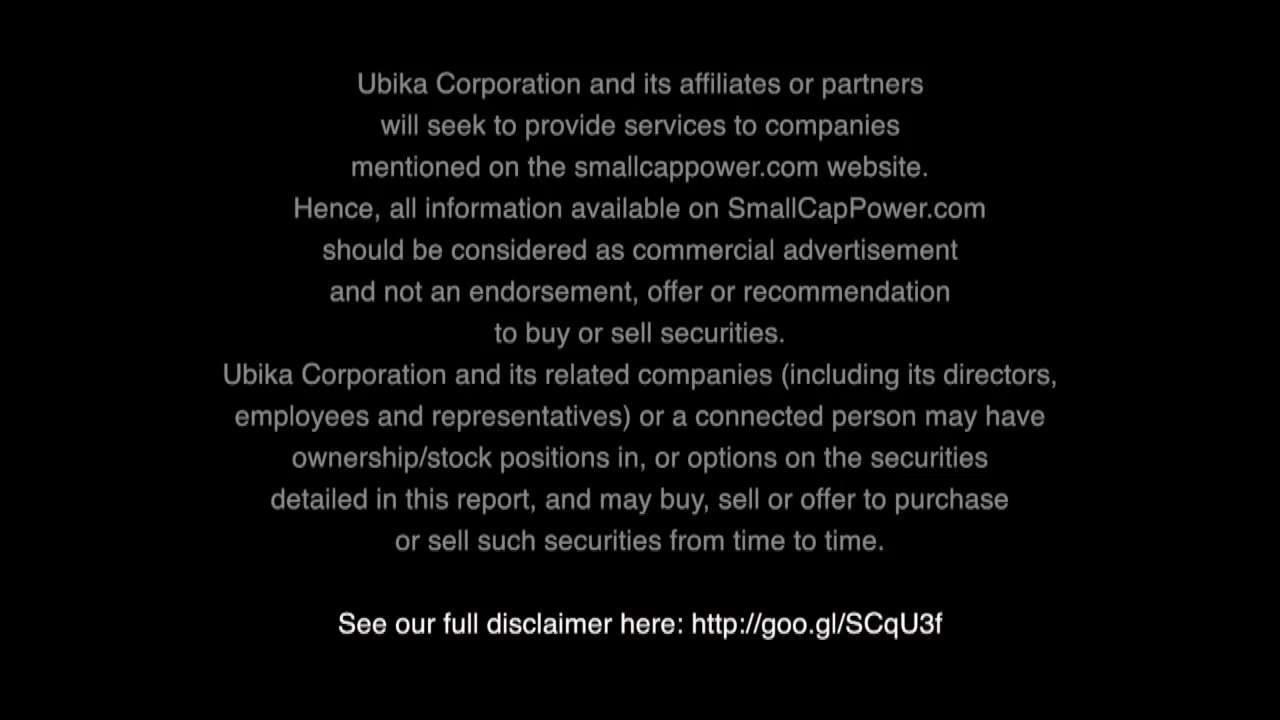 Ubika Corporation and its affiliates or partners
will seek to provide services to companies
mentioned on the smallcappower.com website.
Hence, all information available on SmallCapPower.com
should be considered as commercial advertisement
and not an endorsement, offer or recommendation
to buy or sell securities.
Ubika Corporation and its related companies (including its directors,
employees and representatives) or a connected person may have
ownership/stock positions in, or options on the securities
detailed in this report, and may buy, sell or offer to purchase
or sell such securities from time to time.
See our full disclaimer here: http://goo.gl/SCqU3f